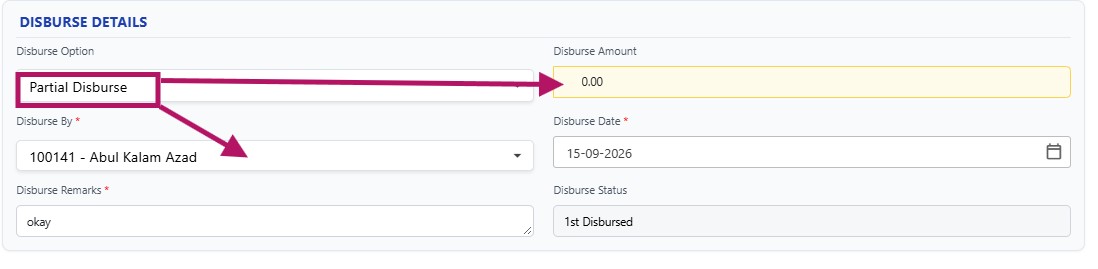 DISBURSE DETAILS
Disburse Option
Disburse Amount
Partial Disburse
0.00
Disburse By *
Disburse Date *
100141 - Abul Kalam Azad
15-09-2026
Disburse Remarks *
Disburse Status
okay
1st Disbursed